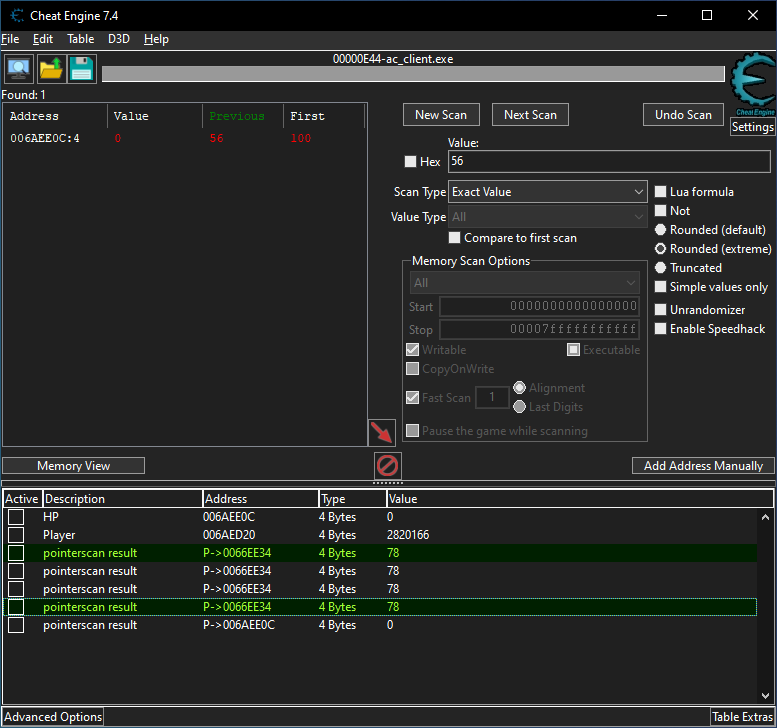 Cheat Engine 7.4
File Edit Table D3D Help
00000E44-ac_client.exe
Cheat Engine
Settings
Found: 1
Address Value Previous First
006AEE0C:4 0 56 100
New Scan Next Scan Undo Scan
Value:
Hex 56
Scan Type Exact Value
Value Type All
Compare to first scan
Lua formula
Not
Rounded (default)
Rounded (extreme)
Truncated
Simple values only
Unrandomizer
Enable Speedhack
Memory Scan Options
All
Start 0000000000000000
Stop 00007fffffffffff
Writable Executable
CopyOnWrite
Fast Scan 1 Alignment
Last Digits
Pause the game while scanning
Memory View Add Address Manually
Active Description Address Type Value
HP 006AEE0C 4 Bytes 0
Player 006AED20 4 Bytes 2820166
pointerscan result P->0066EE34 4 Bytes 78
pointerscan result P->0066EE34 4 Bytes 78
pointerscan result P->0066EE34 4 Bytes 78
pointerscan result P->0066EE34 4 Bytes 78
pointerscan result P->006AEE0C 4 Bytes 0
Advanced Options Table Extras